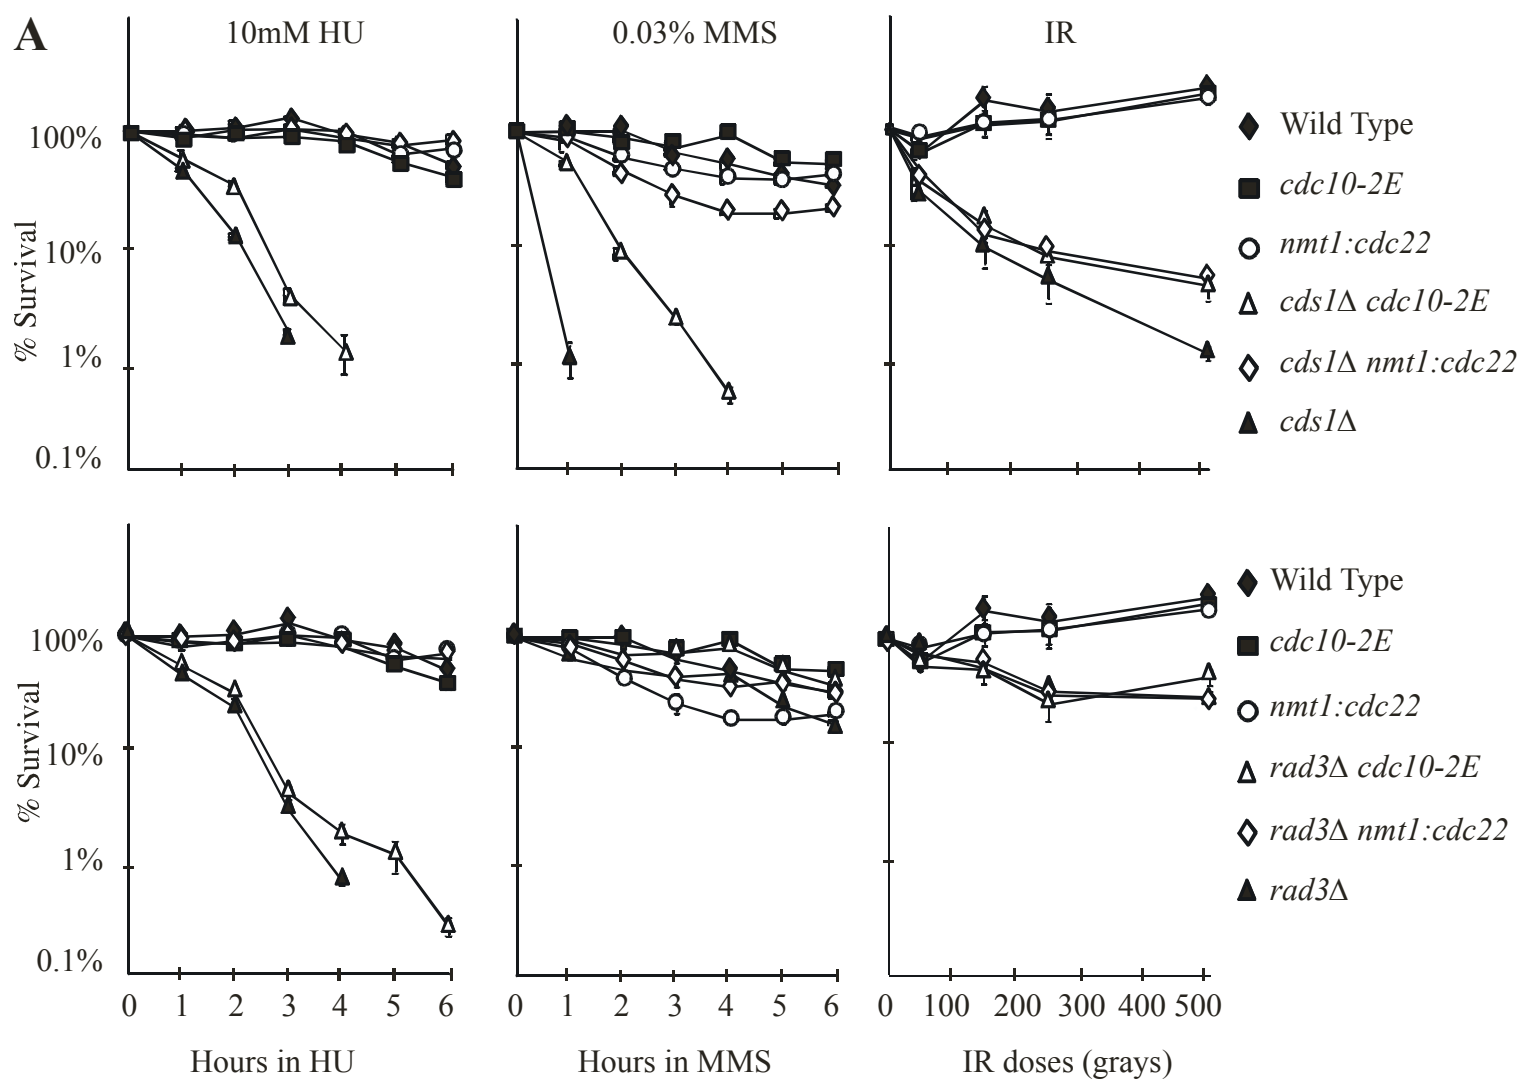 A
10mM HU
0.03% MMS
IR
% Survival
100%
10%
1%
0.1%
Wild Type
cdc10-2E
nmt1:cdc22
cds1Δ cdc10-2E
cds1Δ nmt1:cdc22
cds1Δ
% Survival
100%
10%
1%
0.1%
0 1 2 3 4 5 6
0 1 2 3 4 5 6
0 100 200 300 400 500
Hours in HU
Hours in MMS
IR doses (grays)
Wild Type
cdc10-2E
nmt1:cdc22
rad3Δ cdc10-2E
rad3Δ nmt1:cdc22
rad3Δ